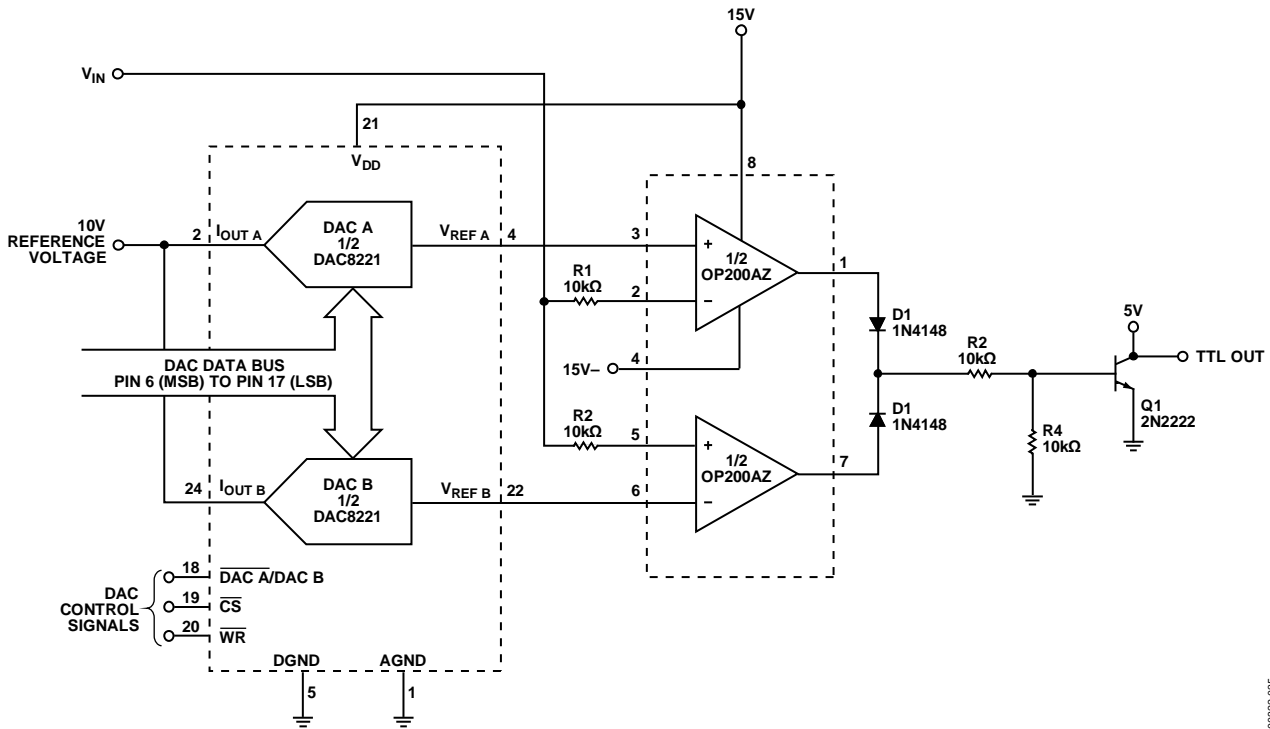 15V
VIN
21
VDD
8
10V
REFERENCE
VOLTAGE
2
IOUT A
DAC A
1/2
DAC8221
VREF A
4
3
+
1/2
OP200AZ
−
1
R1
10kΩ
2
D1
1N4148
5V
TTL OUT
DAC DATA BUS
PIN 6 (MSB) TO PIN 17 (LSB)
15V–
4
R2
10kΩ
Q1
2N2222
D1
1N4148
R4
10kΩ
R2
10kΩ
5
+
1/2
OP200AZ
−
7
24
IOUT B
DAC B
1/2
DAC8221
VREF B
22
6
DAC
CONTROL
SIGNALS
18
DAC A/DAC B
19
CS
20
WR
DGND
AGND
5
1